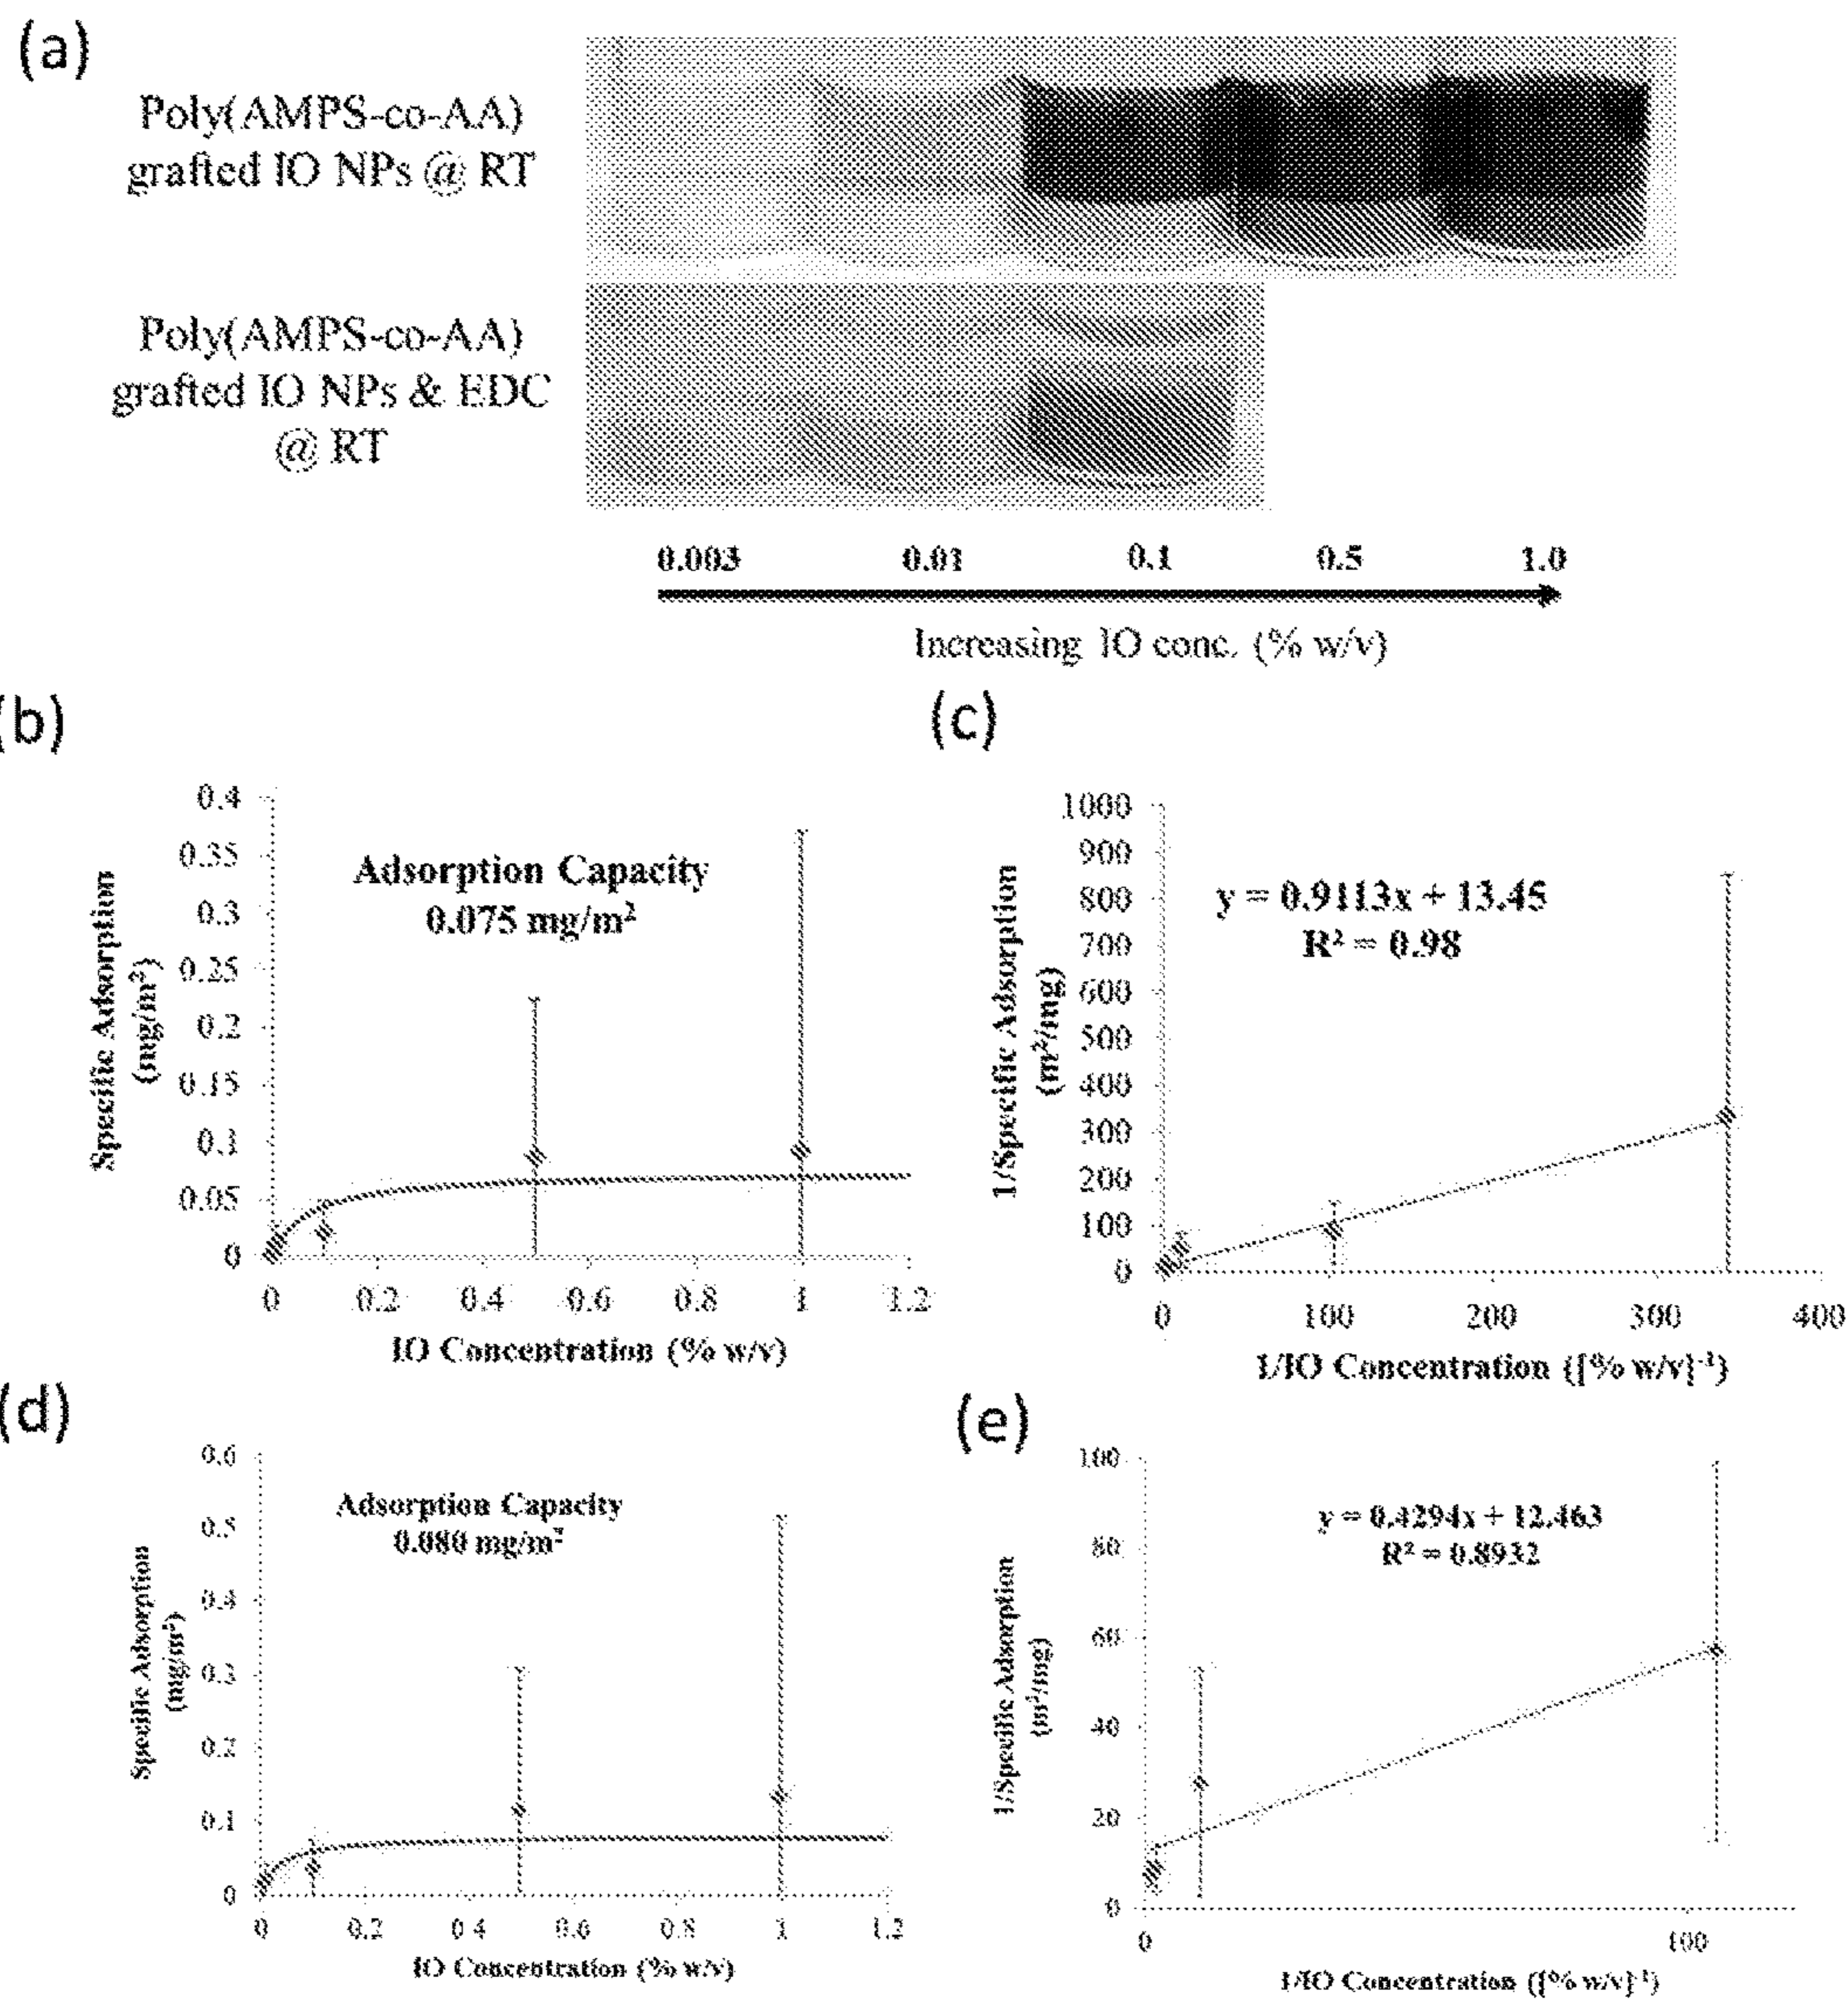 (a)
Poly(AMPS-co-AA)
grafted IO NPs @ RT
Poly(AMPS-co-AA)
grafted IO NPs & EDC
@ RT
0.003 0.01 0.1 0.5 1.0
Increasing IO conc. (% w/v)
(b)
0.4
0.35
0.3
0.25
0.2
0.15
0.1
0.05
0
Specific Adsorption
(mg/m²)
Adsorption Capacity
0.075 mg/m²
0 0.2 0.4 0.6 0.8 1 1.2
IO Concentration (% w/v)
(c)
1000
900
800
700
600
500
400
300
200
100
0
1/Specific Adsorption
(m²/mg)
y = 0.9113x + 13.45
R² = 0.98
0 100 200 300 400
1/IO Concentration ([% w/v]⁻¹)
(d)
0.6
0.5
0.4
0.3
0.2
0.1
0
Specific Adsorption
(mg/m²)
Adsorption Capacity
0.080 mg/m²
0 0.2 0.4 0.6 0.8 1 1.2
IO Concentration (% w/v)
(e)
100
80
60
40
20
0
1/Specific Adsorption
(m²/mg)
y = 0.4294x + 12.463
R² = 0.8932
0 100
1/IO Concentration ([% w/v]⁻¹)